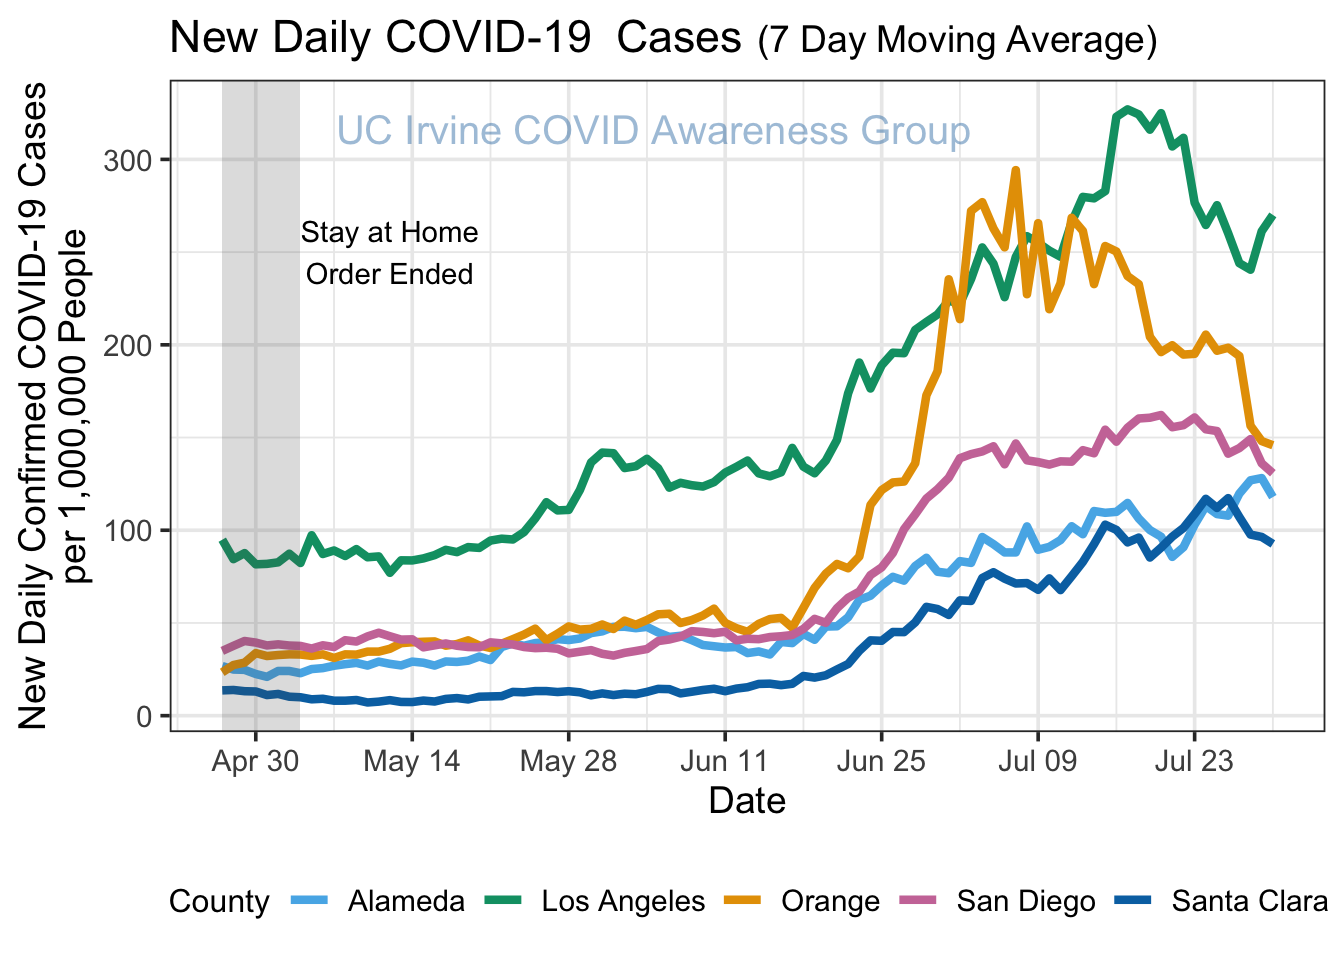 New Daily COVID-19  Cases (7 Day Moving Average)
New Daily Confirmed COVID-19 Cases
per 1,000,000 People
UC Irvine COVID Awareness Group
Stay at Home
Order Ended
300
200
100
0
Apr 30 May 14 May 28 Jun 11 Jun 25 Jul 09 Jul 23
Date
County Alameda Los Angeles Orange San Diego Santa Clara